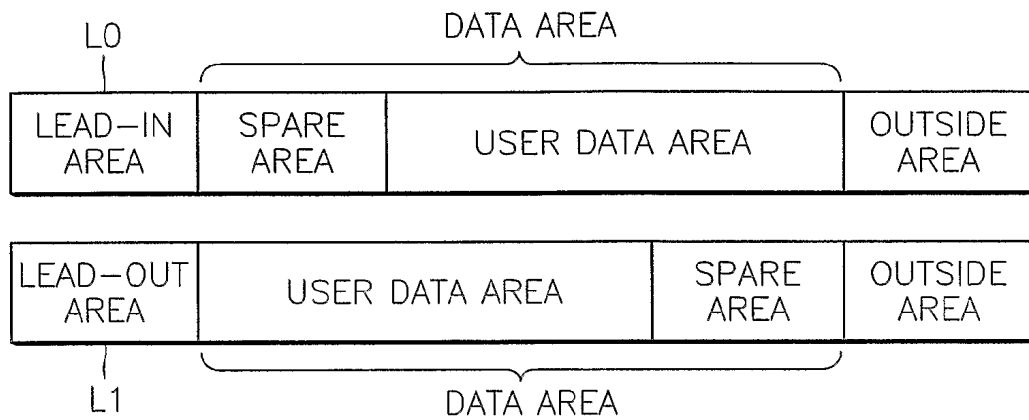 DATA AREA
L0
LEAD-IN AREA
SPARE AREA
USER DATA AREA
OUTSIDE AREA
LEAD-OUT AREA
USER DATA AREA
SPARE AREA
OUTSIDE AREA
L1
DATA AREA